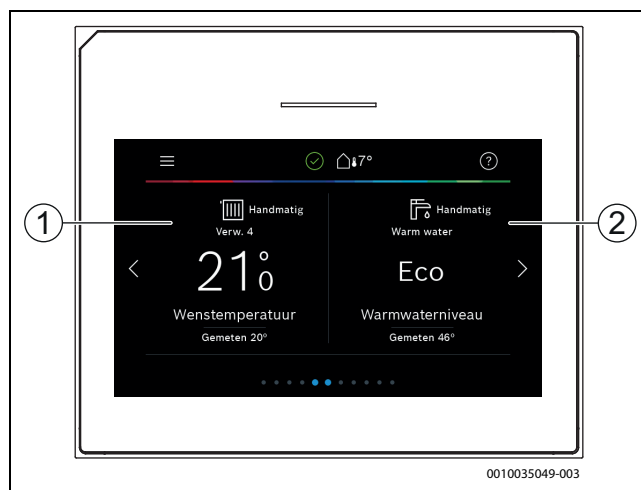 7°
?
Handmatig
Verw. 4
21°0
Wenstemperatuur
Gemeten 20°
Handmatig
Warm water
Eco
Warmwaterniveau
Gemeten 46°
1
2
0010035049-003